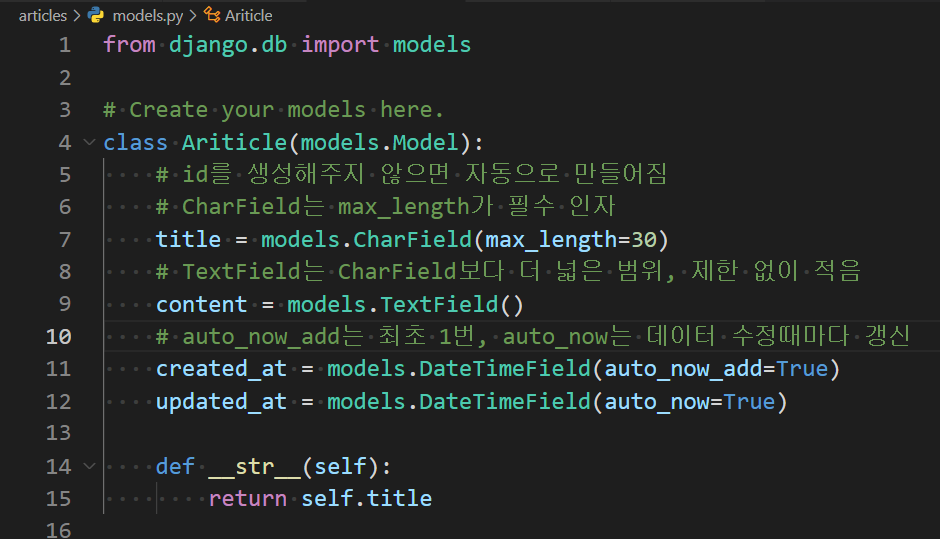 articles > models.py > Ariticle
1 from django.db import models
2
3 # Create your models here.
4 class Ariticle(models.Model):
5     # id를 생성해주지 않으면 자동으로 만들어짐
6     # CharField는 max_length가 필수 인자
7     title = models.CharField(max_length=30)
8     # TextField는 CharField보다 더 넓은 범위, 제한 없이 적음
9     content = models.TextField()
10     # auto_now_add는 최초 1번, auto_now는 데이터 수정때마다 갱신
11     created_at = models.DateTimeField(auto_now_add=True)
12     updated_at = models.DateTimeField(auto_now=True)
13
14     def __str__(self):
15         return self.title
16